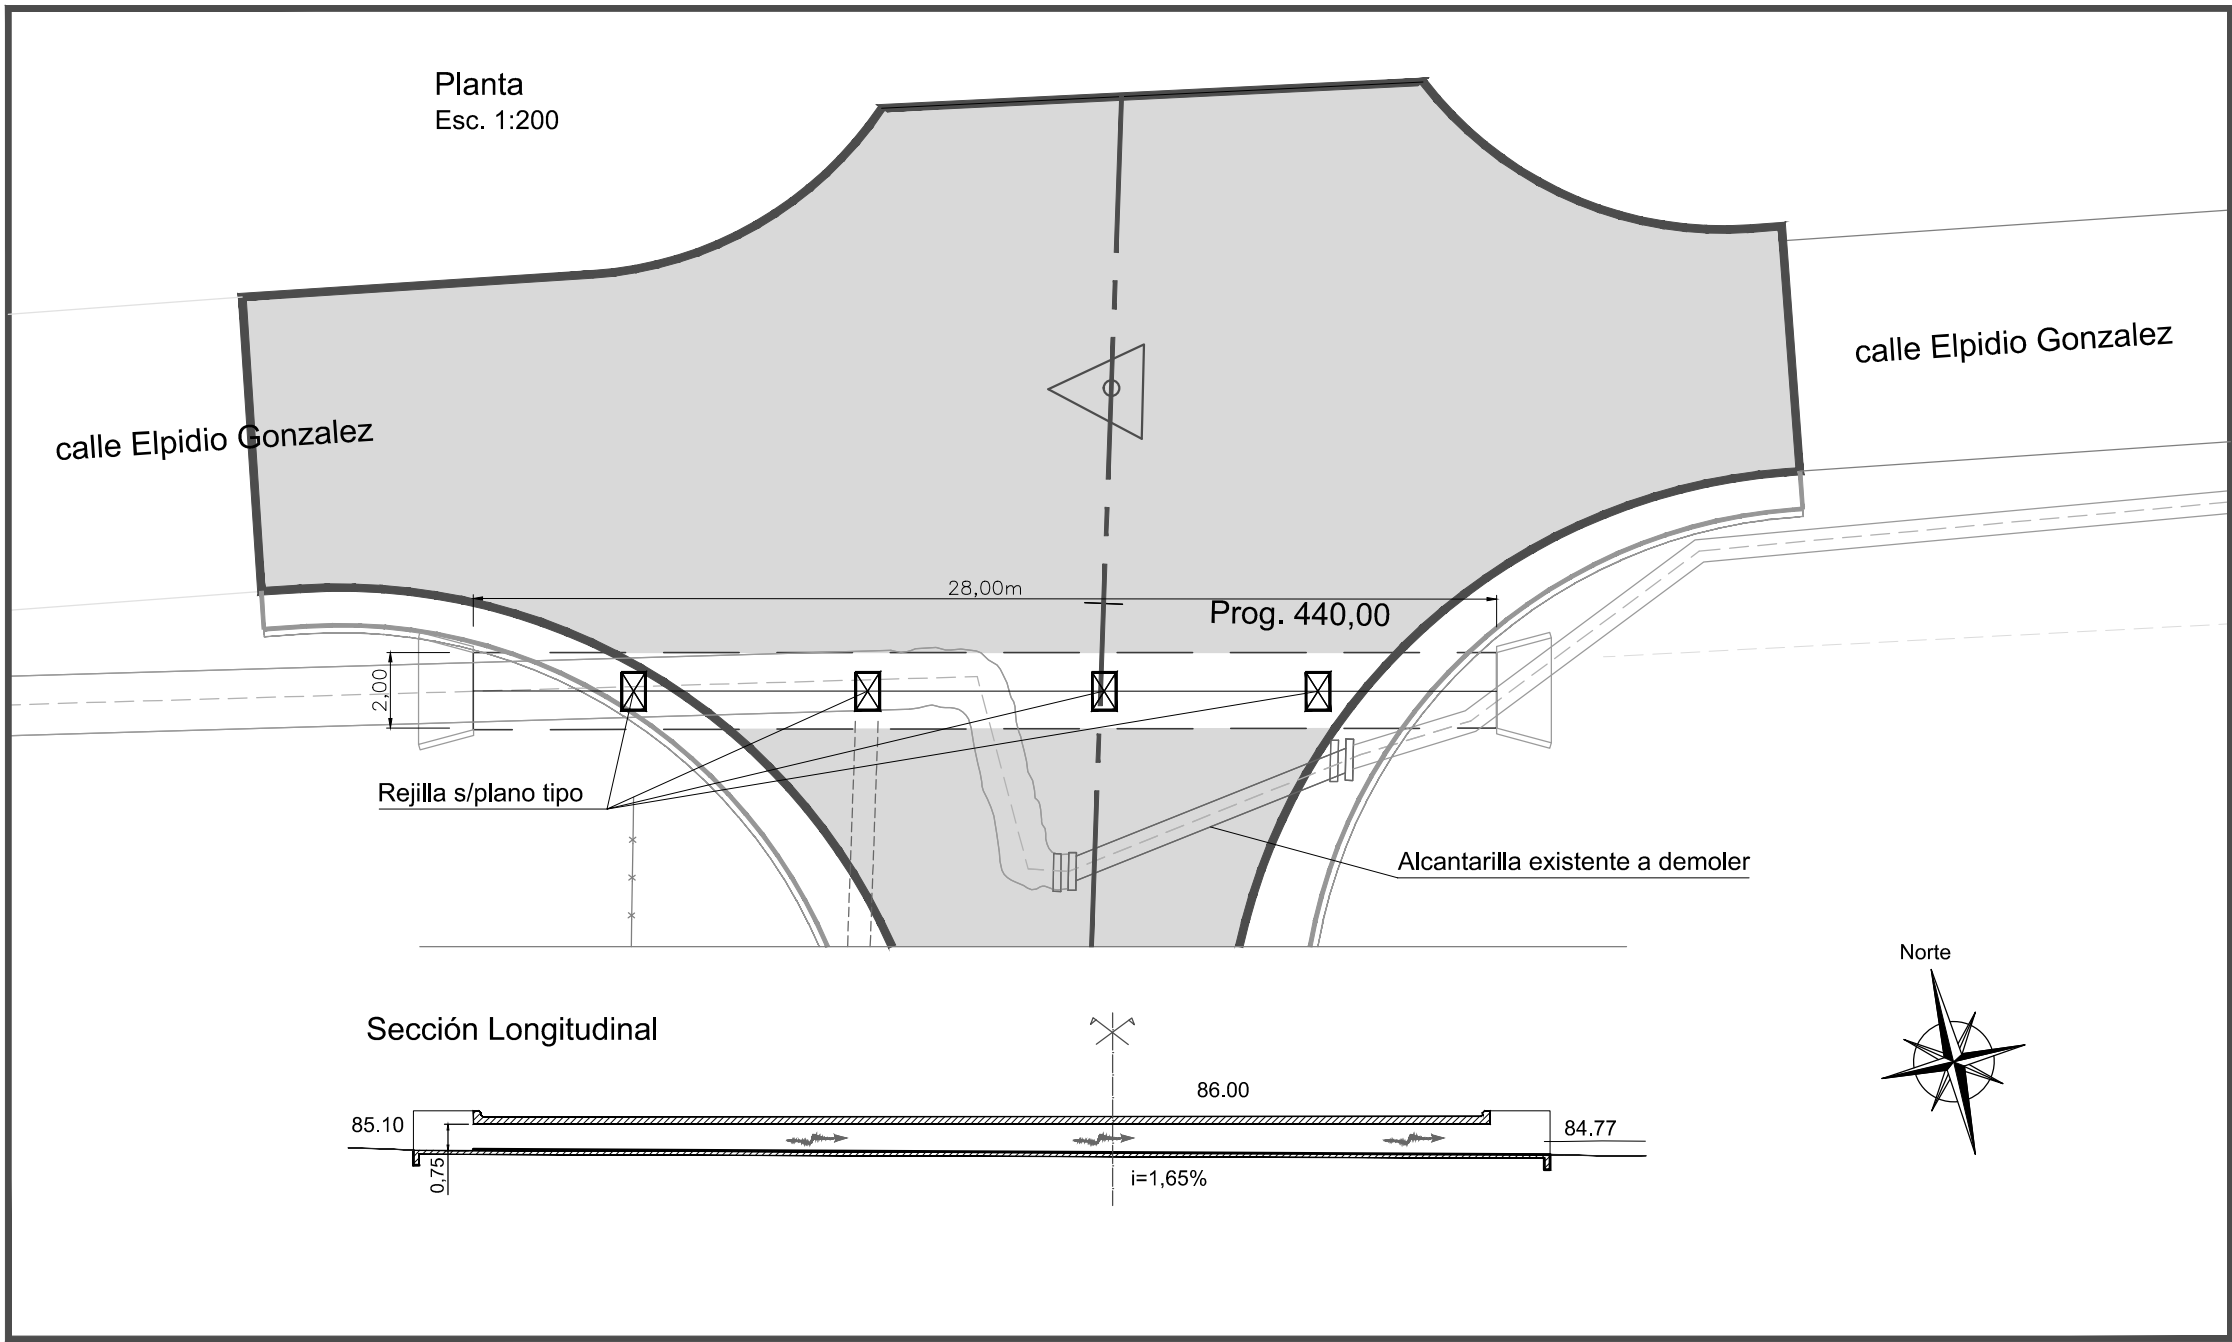 Planta
Esc. 1:200
calle Elpidio Gonzalez
calle Elpidio Gonzalez
28,00m
Prog. 440,00
2,00
Rejilla s/plano tipo
Alcantarilla existente a demoler
Norte
Sección Longitudinal
86.00
85.10
84.77
0,75
i=1,65%